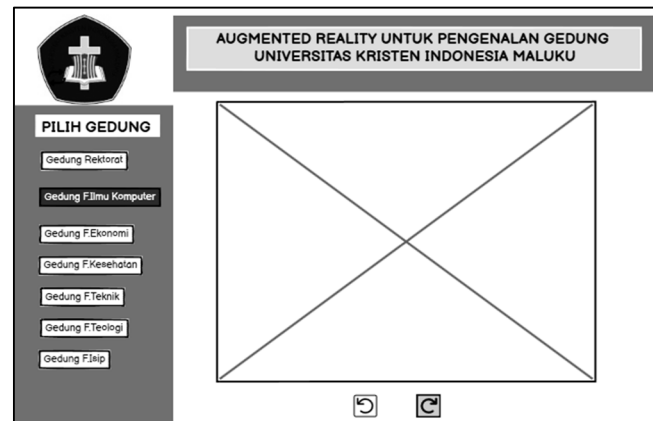 AUGMENTED REALITY UNTUK PENGENALAN GEDUNG
UNIVERSITAS KRISTEN INDONESIA MALUKU
PILIH GEDUNG
Gedung Rektorat
Gedung F.Ilmu Komputer
Gedung F.Ekonomi
Gedung F.Kesehatan
Gedung F.Teknik
Gedung F.Teologi
Gedung F.Isip